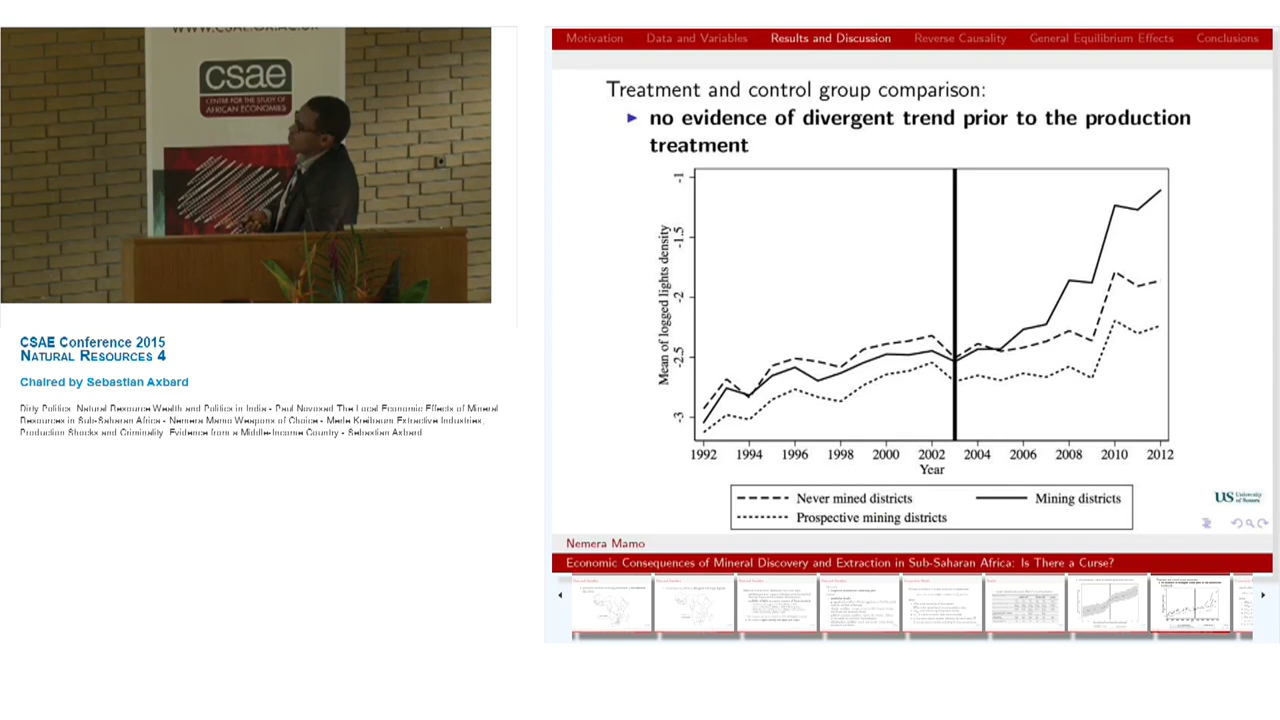 WWW.CSAE.OX.AC.UK
csae
CENTRE FOR THE STUDY OF
AFRICAN ECONOMIES
CSAE Conference 2015
NATURAL RESOURCES 4
Chaired by Sebastian Axbard
Dirty Politics Natural Resource Wealth and Politics in India - Paul Novosad The Local Economic Effects of Mineral
Resources in Sub-Saharan Africa - Nemera Mamo Weapons of Choice - Merle Kreibaum Extractive Industries,
Production Shocks and Criminality Evidence from a Middle-Income Country - Sebastian Axbard
Motivation Data and Variables Results and Discussion Reverse Causality General Equilibrium Effects Conclusions
Treatment and control group comparison:
no evidence of divergent trend prior to the production
treatment
Mean of logged lights density
-1
-1.5
-2
-2.5
-3
1992 1994 1996 1998 2000 2002 2004 2006 2008 2010 2012
Year
Never mined districts Mining districts
Prospective mining districts
US University
of Sussex
Nemera Mamo
Economic Consequences of Mineral Discovery and Extraction in Sub-Saharan Africa: Is There a Curse?